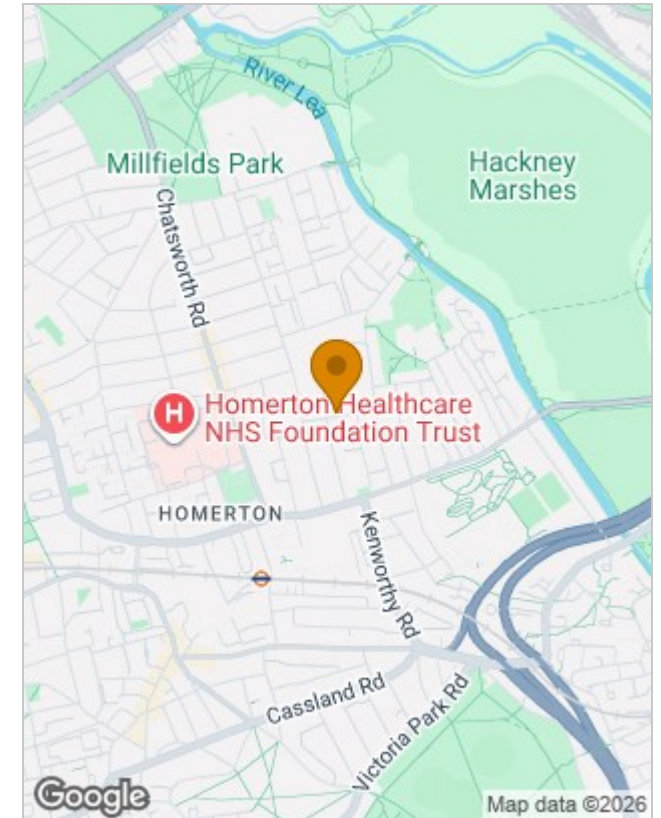 River Lea
Millfields Park
Hackney
Marshes
Chatsworth Rd
H
Homerton Healthcare
NHS Foundation Trust
HOMERTON
Kenworthy Rd
Cassland Rd
Victoria Park Rd
Google
Map data ©2026